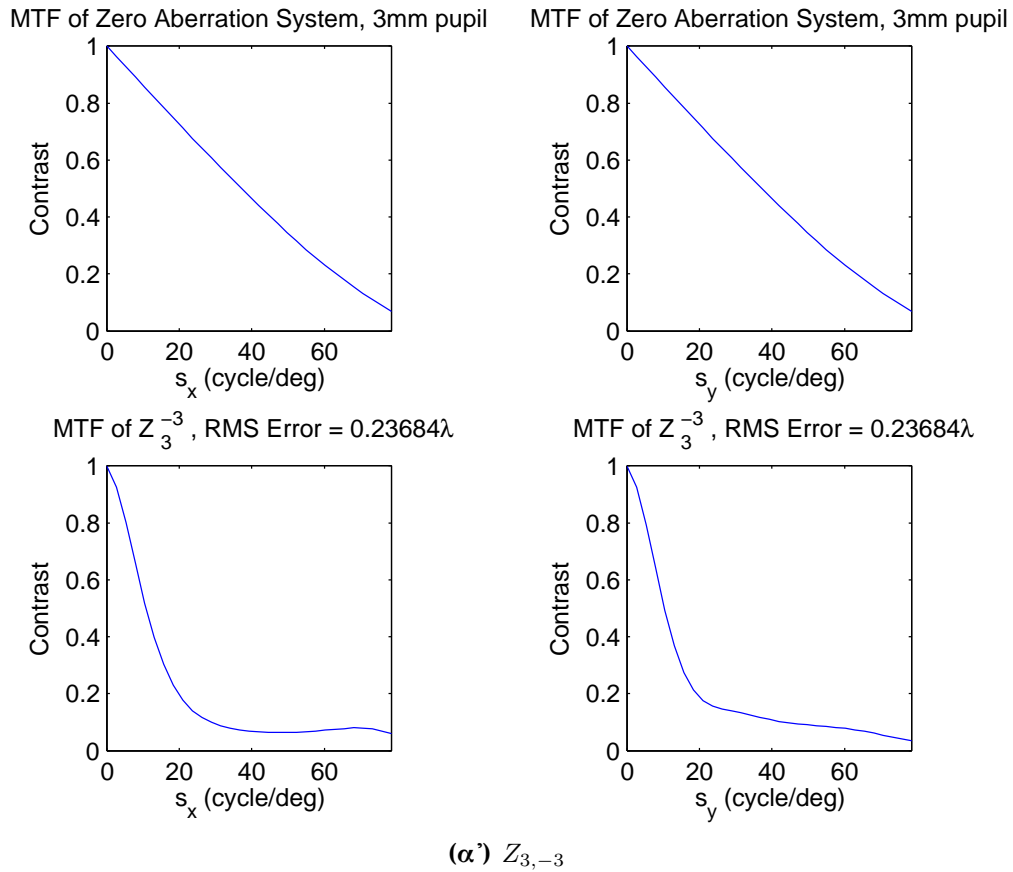 MTF of Zero Aberration System, 3mm pupil
1
0.8
0.6
0.4
0.2
0
Contrast
0 20 40 60
s_x (cycle/deg)
MTF of Zero Aberration System, 3mm pupil
1
0.8
0.6
0.4
0.2
0
Contrast
0 20 40 60
s_y (cycle/deg)
MTF of Z_3^{-3} , RMS Error = 0.23684λ
1
0.8
0.6
0.4
0.2
0
Contrast
0 20 40 60
s_x (cycle/deg)
MTF of Z_3^{-3} , RMS Error = 0.23684λ
1
0.8
0.6
0.4
0.2
0
Contrast
0 20 40 60
s_y (cycle/deg)
(α’) Z_{3,−3}